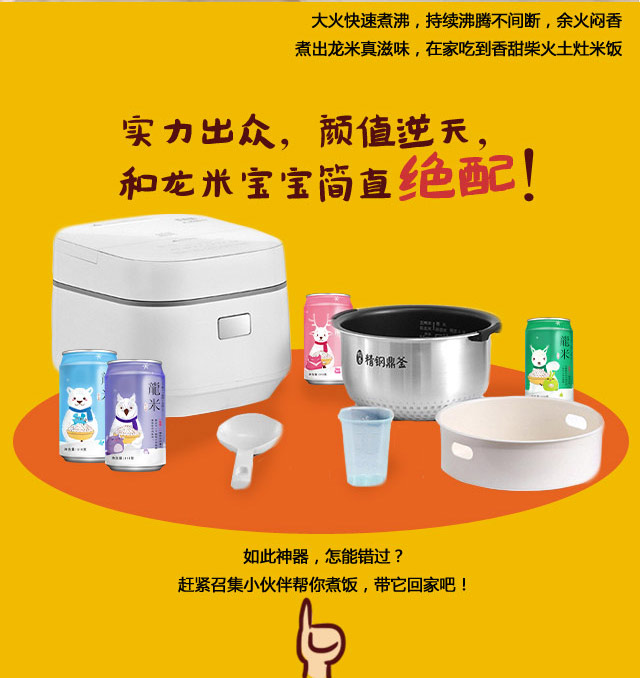 大火快速煮沸，持续沸腾不间断，余火闷香
煮出龙米真滋味，在家吃到香甜柴火土灶米饭
实力出众，颜值逆天，
和龙米宝宝简直绝配！
龍米
龍米
精钢鼎釜
龍米
如此神器，怎能错过？
赶紧召集小伙伴帮你煮饭，带它回家吧！